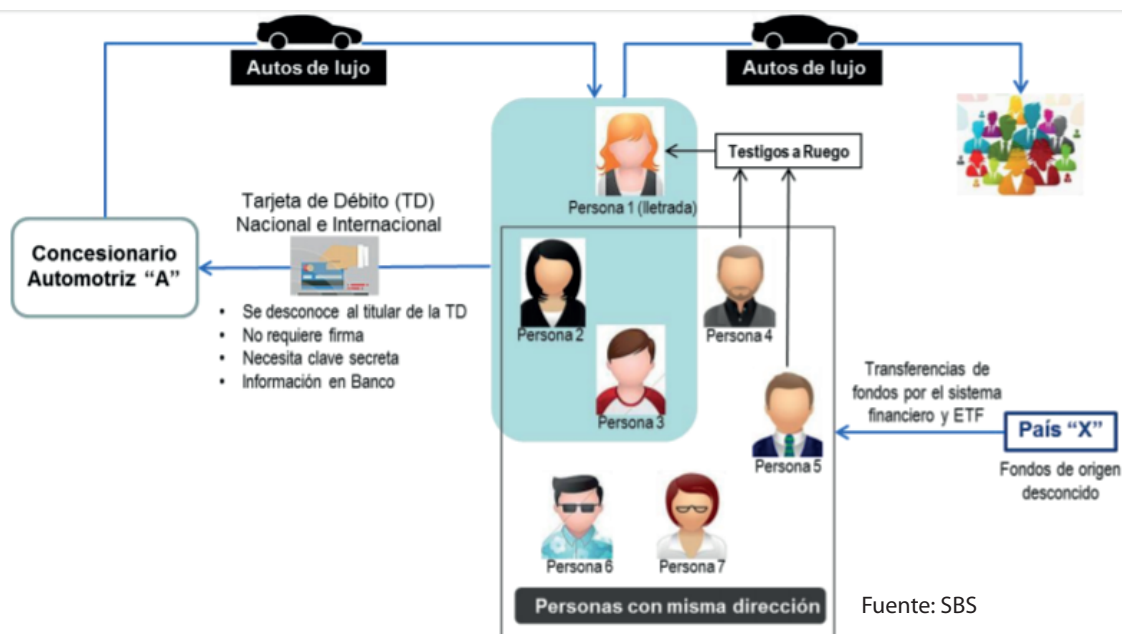 Autos de lujo
Autos de lujo
Testigos a Ruego
Persona 1 (Iletrada)
Tarjeta de Débito (TD)
Nacional e Internacional
Concesionario
Automotriz “A”
• Se desconoce al titular de la TD
• No requiere firma
• Necesita clave secreta
• Información en Banco
Persona 2
Persona 4
Persona 3
Persona 5
Transferencias de
fondos por el sistema
financiero y ETF
País “X”
Fondos de origen
desconcido
Persona 6
Persona 7
Personas con misma dirección
Fuente: SBS